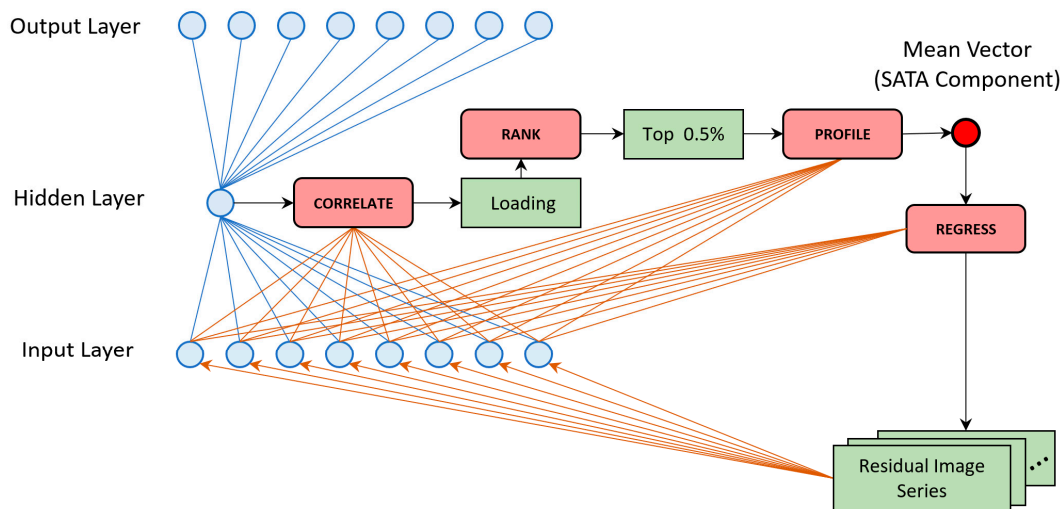 Output Layer
Mean Vector
(SATA Component)
RANK
Top 0.5%
PROFILE
Hidden Layer
CORRELATE
Loading
REGRESS
Input Layer
Residual Image
Series